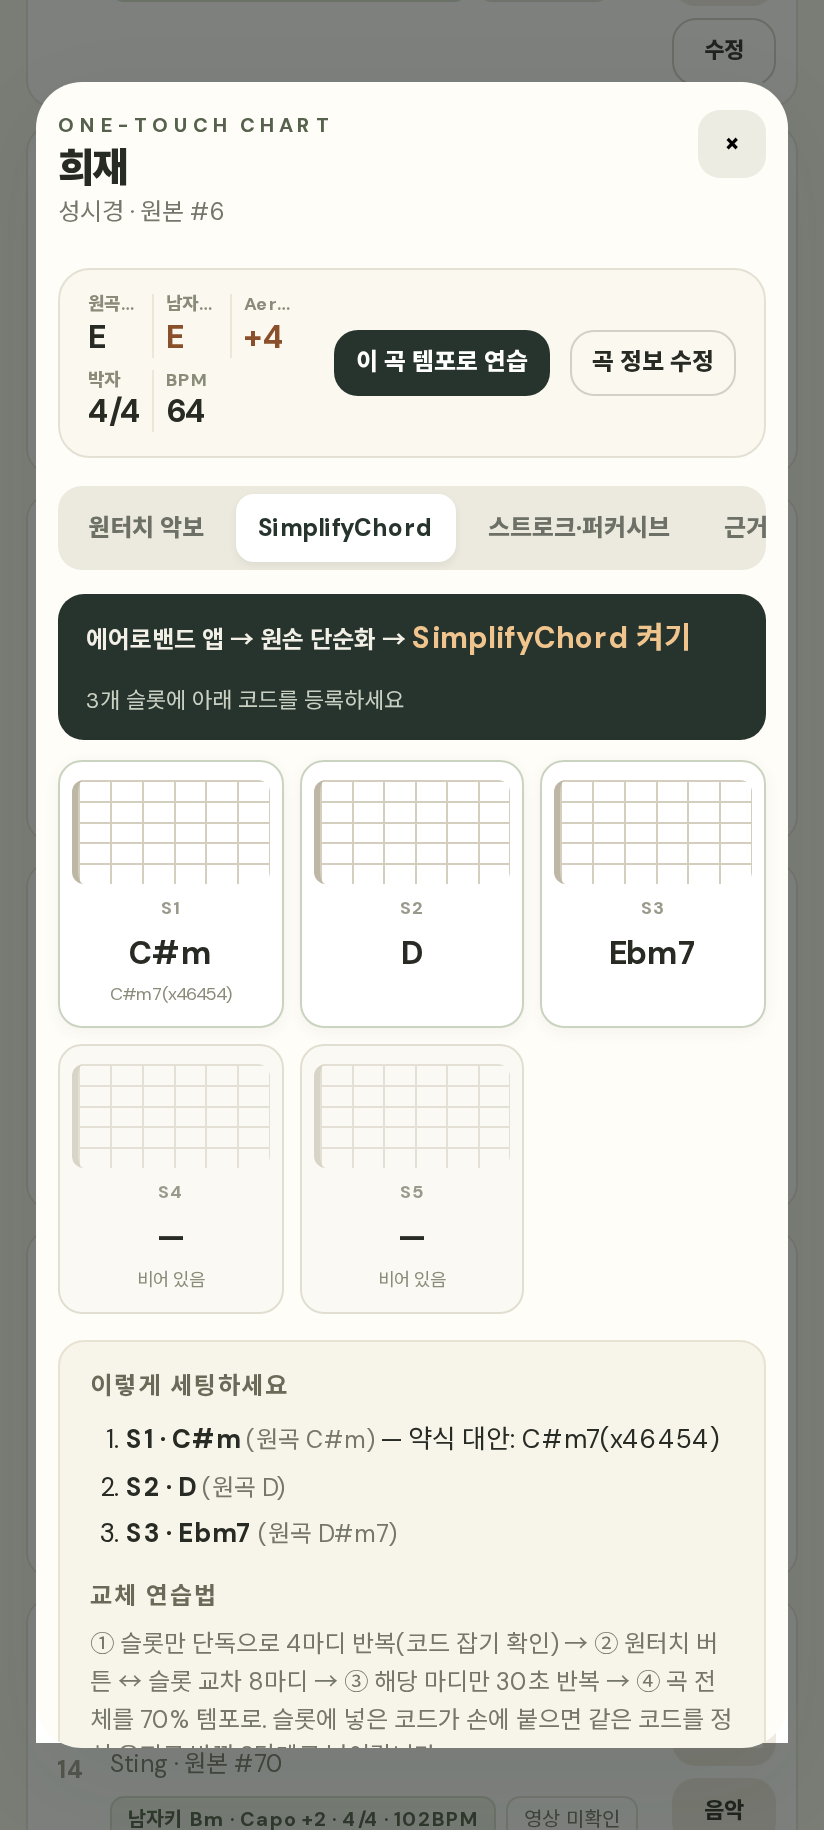 수정
ONE-TOUCH CHART
희재
×
성시경 · 원본 #6
원곡... 남자... Aer...
E E +4
박자 BPM
4/4 64
이 곡 템포로 연습
곡 정보 수정
원터치 악보 SimplifyChord 스트로크·퍼커시브 근거
에어로밴드 앱 → 왼손 단순화 → SimplifyChord 켜기
3개 슬롯에 아래 코드를 등록하세요
S1 S2 S3
C#m D Ebm7
C#m7(x46454)
S4 S5
— —
비어 있음 비어 있음
이렇게 세팅하세요
1. S1 · C#m (원곡 C#m) — 약식 대안: C#m7(x46454)
2. S2 · D (원곡 D)
3. S3 · Ebm7 (원곡 D#m7)
교체 연습법
① 슬롯만 단독으로 4마디 반복(코드 잡기 확인) → ② 원터치 버
튼 ↔ 슬롯 교차 8마디 → ③ 해당 마디만 30초 반복 → ④ 곡 전
체를 70% 템포로. 슬롯에 넣은 코드가 손에 붙으면 같은 코드를 정
14 Sting · 원본 #70
남자키 Bm · Capo +2 · 4/4 · 102BPM 영상 미확인
음악